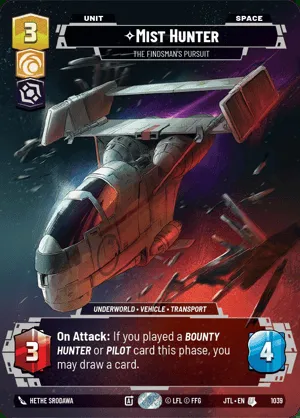 UNIT
SPACE
3
MIST HUNTER
THE FINDSMAN'S PURSUIT
UNDERWORLD • VEHICLE • TRANSPORT
3
On Attack: If you played a BOUNTY
HUNTER or PILOT card this phase, you
may draw a card.
4
HETHE SRODAWA
© LFL © FFG
JTL • EN
1039